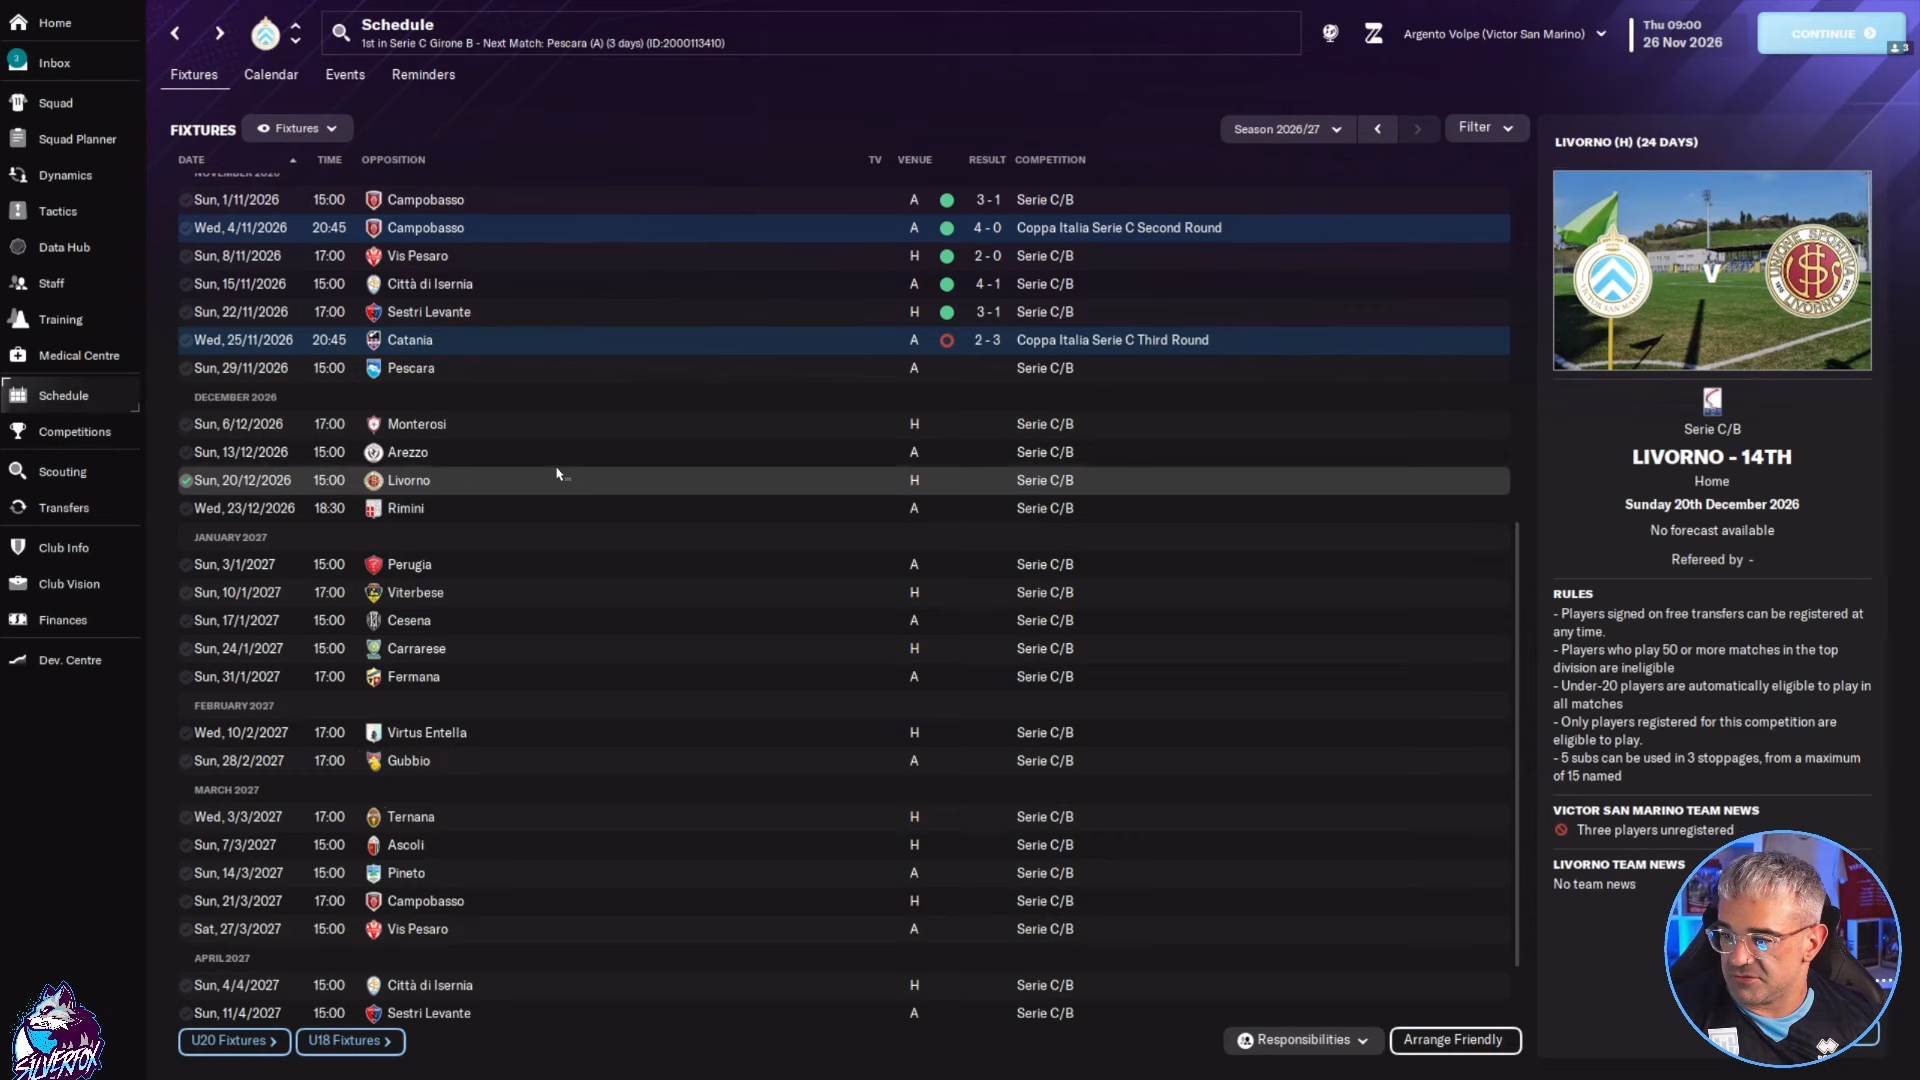 Home
Inbox
Squad
Squad Planner
Dynamics
Tactics
Data Hub
Staff
Training
Medical Centre
Schedule
Competitions
Scouting
Transfers
Club Info
Club Vision
Finances
Dev. Centre
SILVERFOX
Schedule
1st in Serie C Girone B - Next Match: Pescara (A) (3 days) (ID:2000113410)
Argento Volpe (Victor San Marino)
Thu 09:00
26 Nov 2026
CONTINUE
3
Fixtures Calendar Events Reminders
FIXTURES Fixtures Season 2026/27 Filter
DATE TIME OPPOSITION TV VENUE RESULT COMPETITION
NOVEMBER 2026
Sun, 1/11/2026 15:00 Campobasso A 3 - 1 Serie C/B
Wed, 4/11/2026 20:45 Campobasso A 4 - 0 Coppa Italia Serie C Second Round
Sun, 8/11/2026 17:00 Vis Pesaro H 2 - 0 Serie C/B
Sun, 15/11/2026 15:00 Città di Isernia A 4 - 1 Serie C/B
Sun, 22/11/2026 17:00 Sestri Levante H 3 - 1 Serie C/B
Wed, 25/11/2026 20:45 Catania A 2 - 3 Coppa Italia Serie C Third Round
Sun, 29/11/2026 15:00 Pescara A Serie C/B
DECEMBER 2026
Sun, 6/12/2026 17:00 Monterosi H Serie C/B
Sun, 13/12/2026 15:00 Arezzo A Serie C/B
Sun, 20/12/2026 15:00 Livorno H Serie C/B
Wed, 23/12/2026 18:30 Rimini A Serie C/B
JANUARY 2027
Sun, 3/1/2027 15:00 Perugia A Serie C/B
Sun, 10/1/2027 17:00 Viterbese H Serie C/B
Sun, 17/1/2027 15:00 Cesena A Serie C/B
Sun, 24/1/2027 15:00 Carrarese H Serie C/B
Sun, 31/1/2027 17:00 Fermana A Serie C/B
FEBRUARY 2027
Wed, 10/2/2027 17:00 Virtus Entella H Serie C/B
Sun, 28/2/2027 17:00 Gubbio A Serie C/B
MARCH 2027
Wed, 3/3/2027 17:00 Ternana H Serie C/B
Sun, 7/3/2027 15:00 Ascoli H Serie C/B
Sun, 14/3/2027 15:00 Pineto A Serie C/B
Sun, 21/3/2027 17:00 Campobasso H Serie C/B
Sat, 27/3/2027 15:00 Vis Pesaro A Serie C/B
APRIL 2027
Sun, 4/4/2027 15:00 Città di Isernia H Serie C/B
Sun, 11/4/2027 15:00 Sestri Levante A Serie C/B
U20 Fixtures U18 Fixtures Responsibilities Arrange Friendly
LIVORNO (H) (24 DAYS)
V
Serie C/B
LIVORNO - 14TH
Home
Sunday 20th December 2026
No forecast available
Refereed by -
RULES
- Players signed on free transfers can be registered at
any time.
- Players who play 50 or more matches in the top
division are ineligible
- Under-20 players are automatically eligible to play in
all matches
- Only players registered for this competition are
eligible to play.
- 5 subs can be used in 3 stoppages, from a maximum
of 15 named
VICTOR SAN MARINO TEAM NEWS
Three players unregistered
LIVORNO TEAM NEWS
No team news